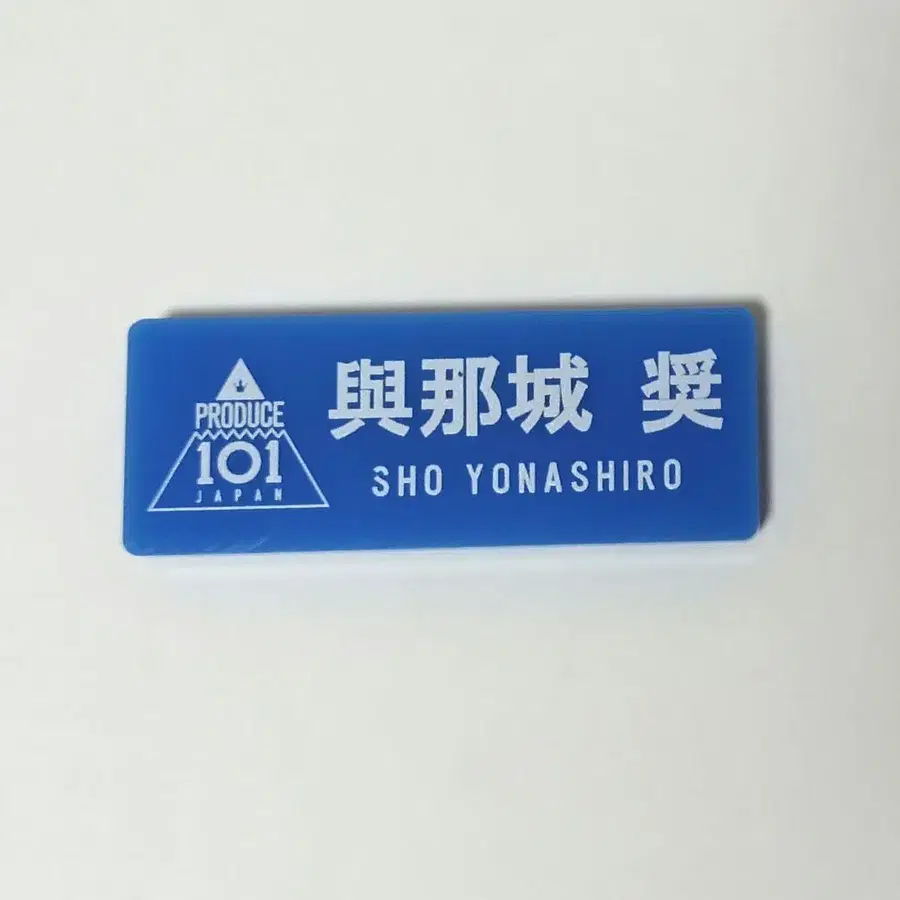 PRODUCE
101
JAPAN
與那城 奨
SHO YONASHIRO